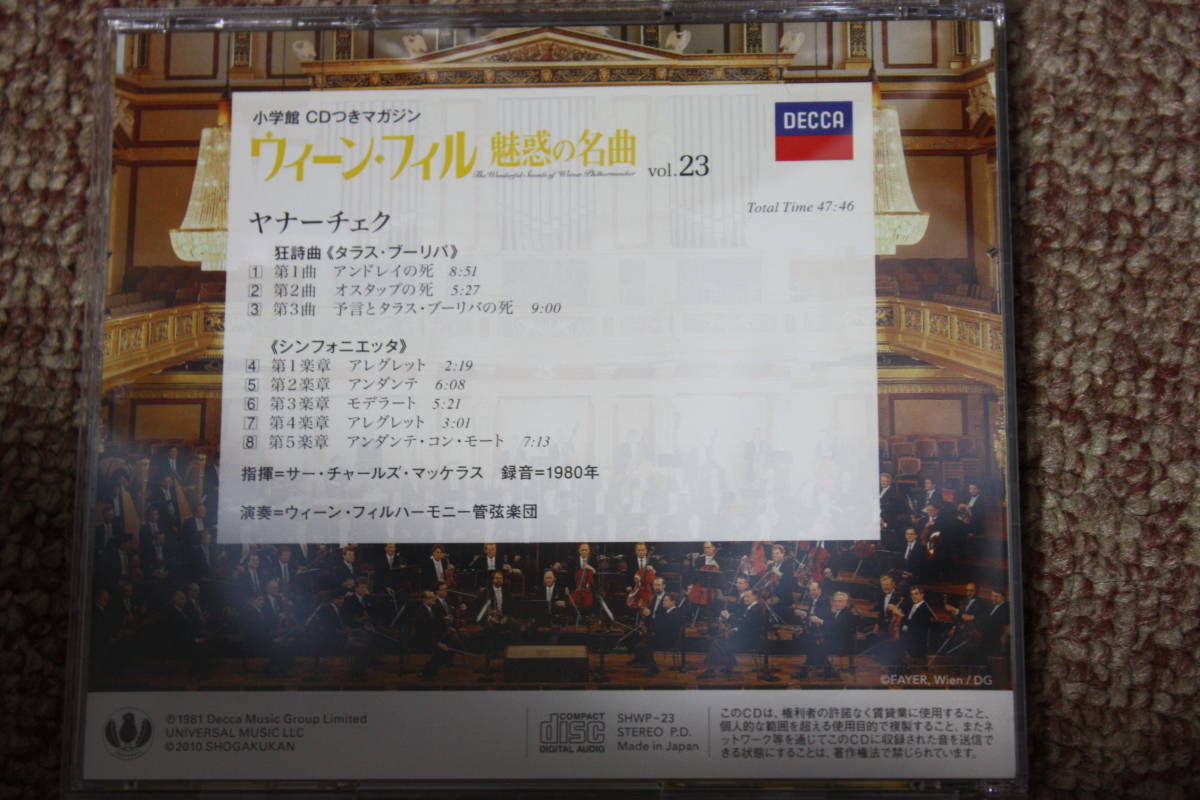 小学館 CDつきマガジン
ウィーン・フィル 魅惑の名曲 vol.23
The Wonderful Sounds of Wiener Philharmoniker
DECCA
Total Time 47:46
ヤナーチェク
狂詩曲《タラス・ブーリバ》
1 第1曲 アンドレイの死 8:51
2 第2曲 オスタップの死 5:27
3 第3曲 予言とタラス・ブーリバの死 9:00
《シンフォニエッタ》
4 第1楽章 アレグレット 2:19
5 第2楽章 アンダンテ 6:08
6 第3楽章 モデラート 5:21
7 第4楽章 アレグレット 3:01
8 第5楽章 アンダンテ・コン・モート 7:13
指揮=サー・チャールズ・マッケラス 録音=1980年
演奏=ウィーン・フィルハーモニー管弦楽団
©FAYER, Wien / DG
℗1981 Decca Music Group Limited
UNIVERSAL MUSIC LLC
©2010 SHOGAKUKAN
COMPACT
disc
DIGITAL AUDIO
SHWP-23
STEREO P.D.
Made in Japan
このCDは、権利者の許諾なく賃貸業に使用すること、
個人的な範囲を超える使用目的で複製すること、またネ
ットワーク等を通じてこのCDに収録された音を送信で
きる状態にすることは、著作権法で禁じられています。